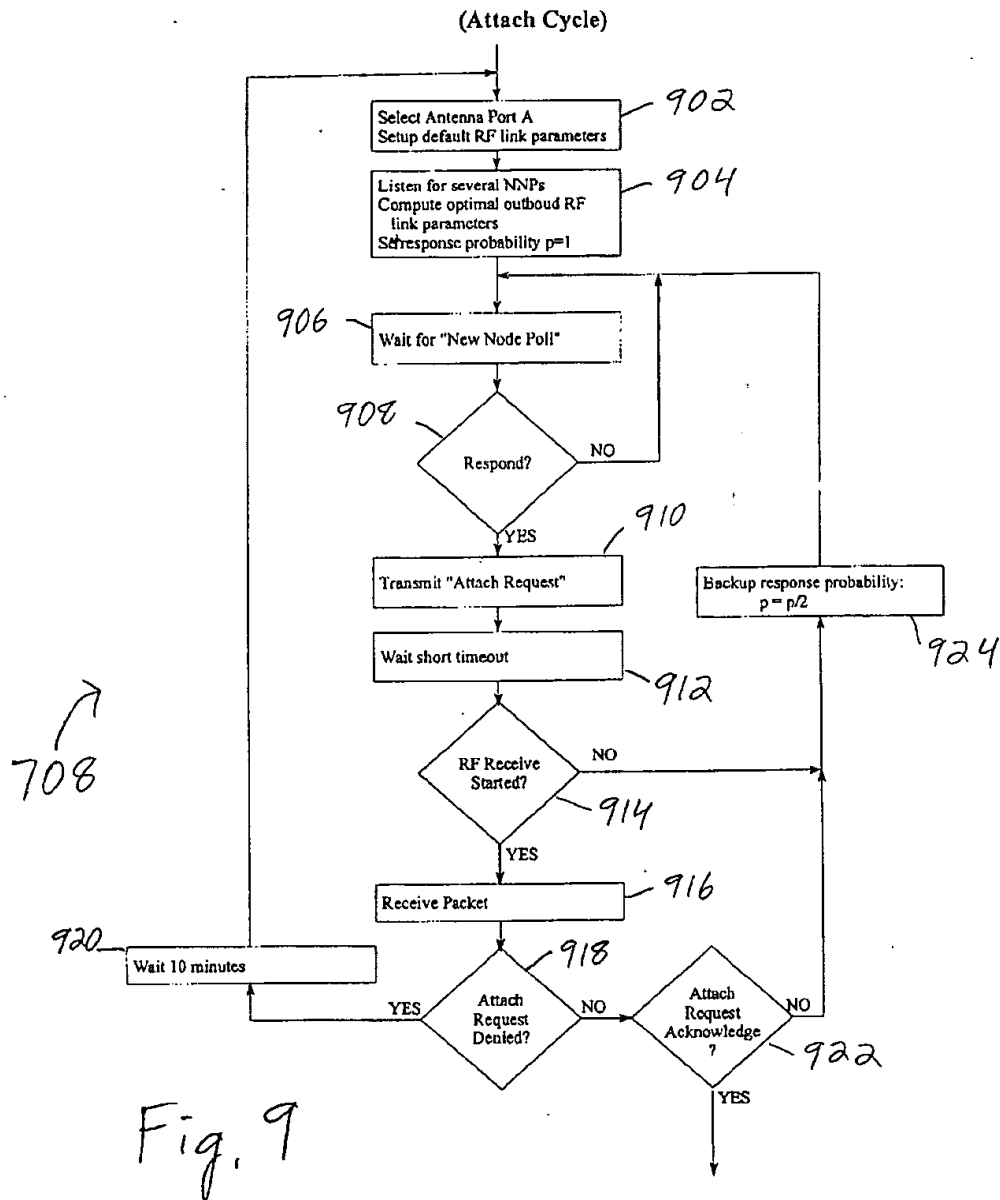 (Attach Cycle)
902
Select Antenna Port A
Setup default RF link parameters
904
Listen for several NNPs
Compute optimal outboud RF
link parameters
Set response probability p=1
906
Wait for "New Node Poll"
908
Respond?
NO
YES
910
Transmit "Attach Request"
Backup response probability:
p = p/2
924
Wait short timeout
912
708
RF Receive
Started?
NO
914
YES
916
Receive Packet
920
Wait 10 minutes
918
Attach
Request
Denied?
YES
NO
Attach
Request
Acknowledge
?
NO
922
YES
Fig. 9